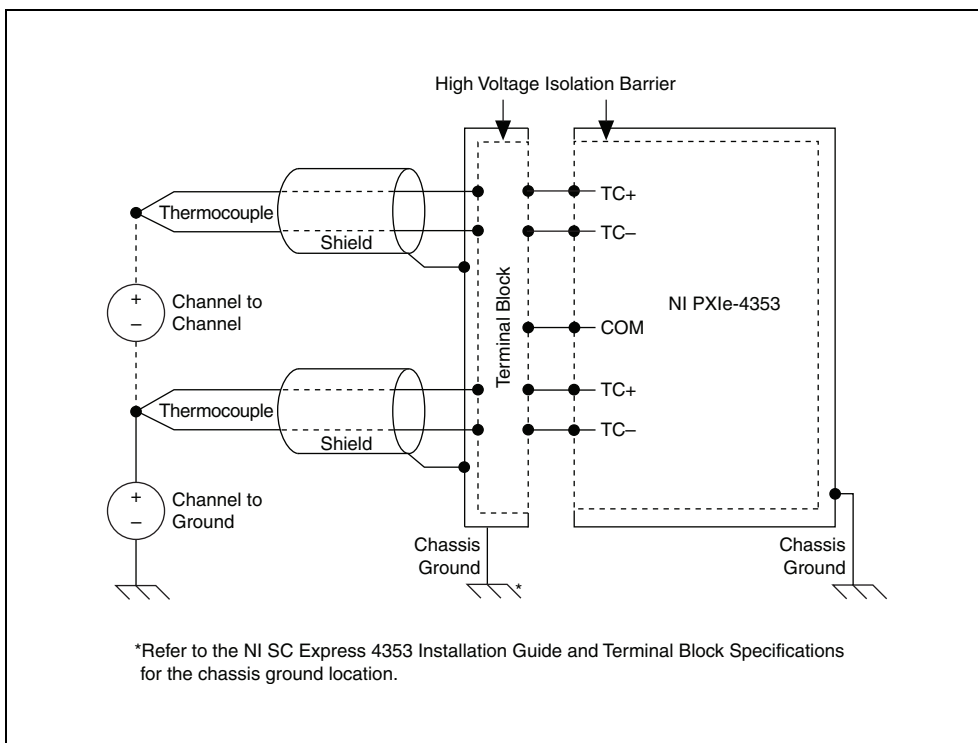 High Voltage Isolation Barrier
Thermocouple
Shield
TC+
TC–
+
–
Channel to
Channel
Terminal Block
NI PXIe-4353
COM
Thermocouple
Shield
TC+
TC–
+
–
Channel to
Ground
Chassis
Ground
*
Chassis
Ground
*Refer to the NI SC Express 4353 Installation Guide and Terminal Block Specifications
for the chassis ground location.